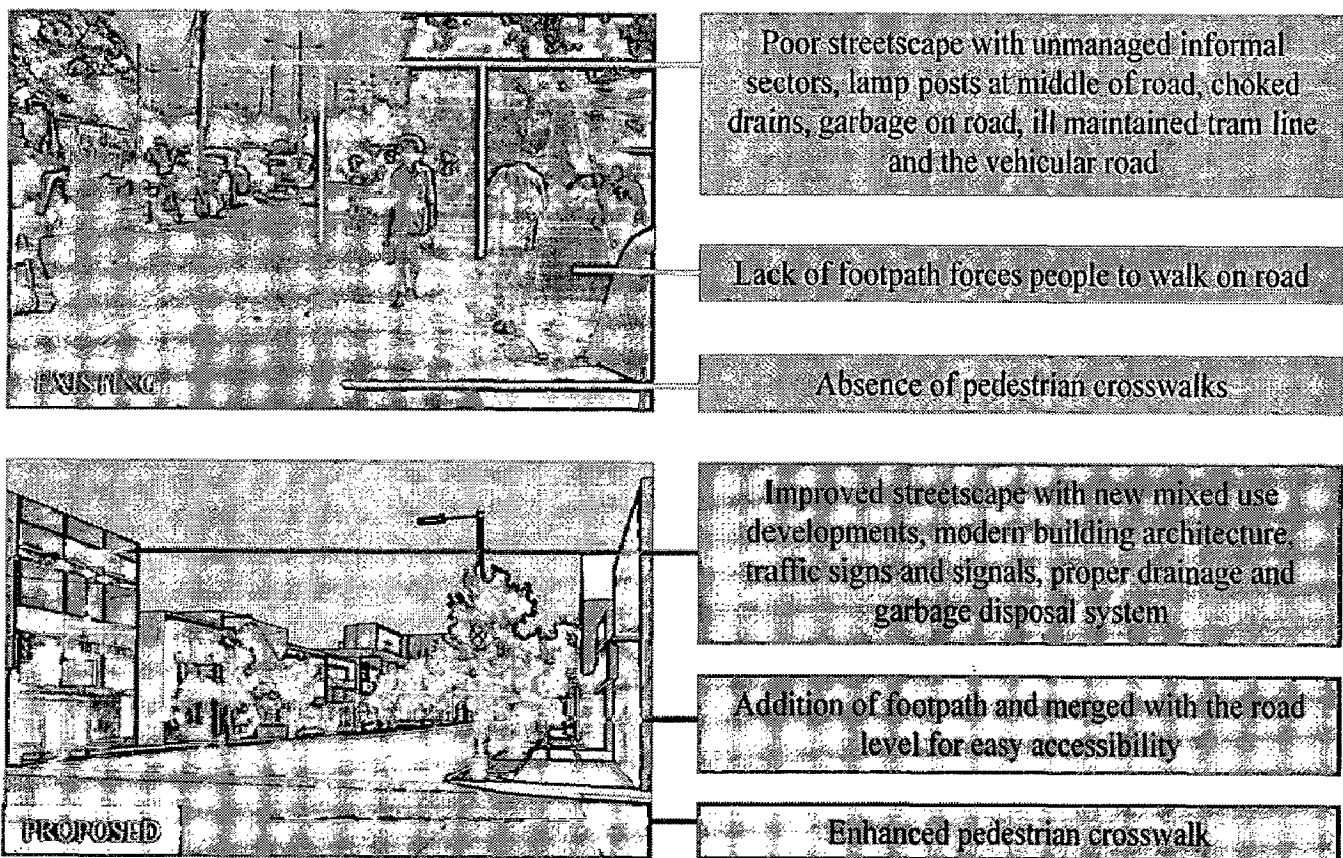 Poor streetscape with unmanaged informal
sectors, lamp posts at middle of road, choked
drains, garbage on road, ill maintained tram line
and the vehicular road
Lack of footpath forces people to walk on road
EXISTING
Absence of pedestrian crosswalks
Improved streetscape with new mixed use
developments, modern building architecture,
traffic signs and signals, proper drainage and
garbage disposal system
Addition of footpath and merged with the road
level for easy accessibility
PROPOSED
Enhanced pedestrian crosswalk